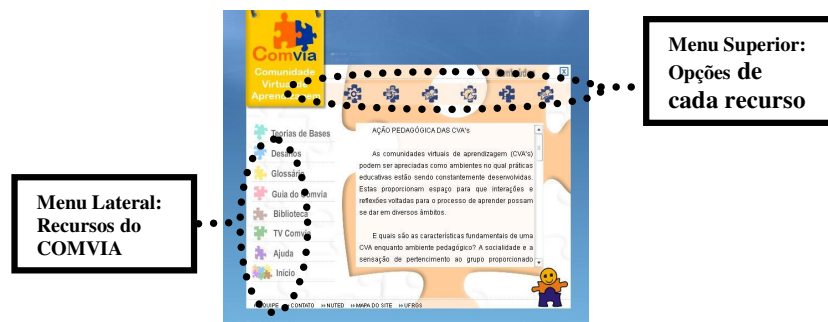 Menu Superior:
Opções de
cada recurso
Comvia
Comunidade
Virtual de
Aprendizagem
Teorias de Bases
Desafios
Glossário
Guia do Comvia
Biblioteca
TV Comvia
Ajuda
Início
AÇÃO PEDAGÓGICA DAS CVA's
As comunidades virtuais de aprendizagem (CVA's)
podem ser apreciadas como ambientes no qual práticas
educativas estão sendo constantemente desenvolvidas.
Estas proporcionam espaço para que interações e
reflexões voltadas para o processo de aprender possam
se dar em diversos âmbitos.
E quais são as características fundamentais de uma
CVA enquanto ambiente pedagógico? A socialidade e a
sensação de pertencimento ao grupo proporcionado
Menu Lateral:
Recursos do
COMVIA
EQUIPE ›› CONTATO ›› NUTED ›› MAPA DO SITE ›› UFRGS